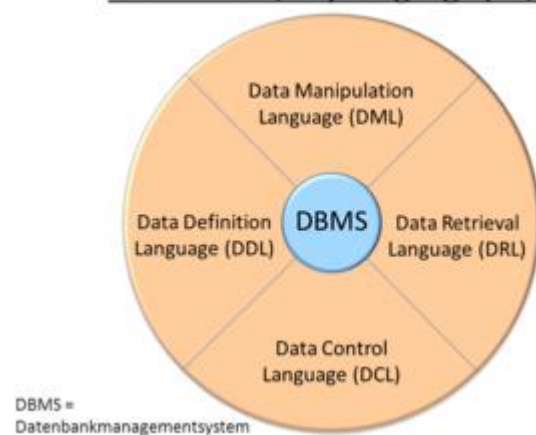 Data Manipulation
Language (DML)
Data Definition
Language (DDL)
DBMS
Data Retrieval
Language (DRL)
Data Control
Language (DCL)
DBMS =
Datenbankmanagementsystem